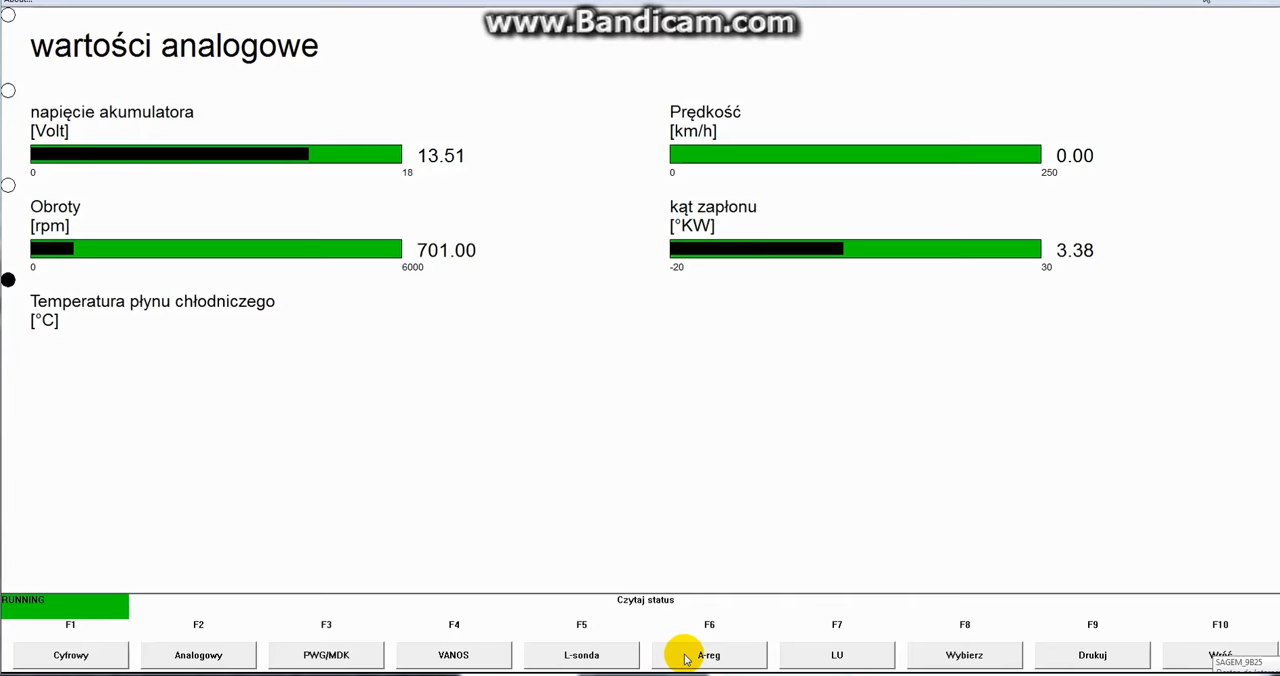 About...
www.Bandicam.com
wartości analogowe
napięcie akumulatora
[Volt]
13.51
0
18
Prędkość
[km/h]
0.00
0
250
Obroty
[rpm]
701.00
0
6000
kąt zapłonu
[°KW]
3.38
-20
30
Temperatura płynu chłodniczego
[°C]
RUNNING
Czytaj status
F1 F2 F3 F4 F5 F6 F7 F8 F9 F10
Cyfrowy Analogowy PWG/MDK VANOS L-sonda A-reg LU Wybierz Drukuj
SAGEM_9B25